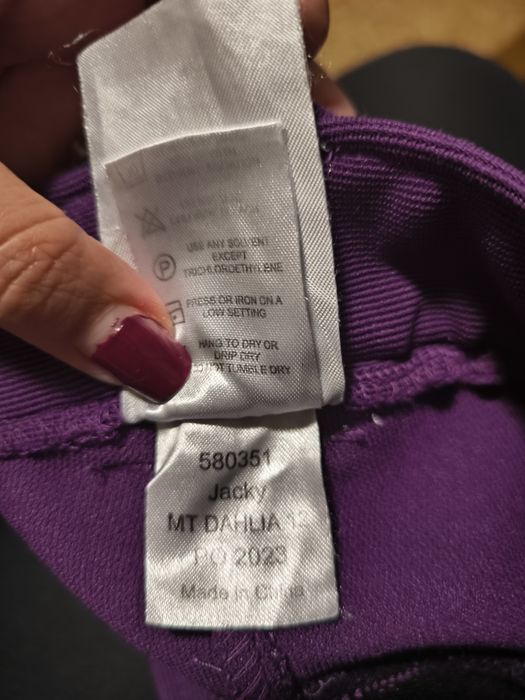 USE ANY SOLVENT
EXCEPT
TRICHLOROETHYLENE
P
PRESS OR IRON ON A
LOW SETTING
HANG TO DRY OR
DRIP DRY
NOT TUMBLE DRY
580351
Jacky
MT DAHLIA
PO 2023
Made in China